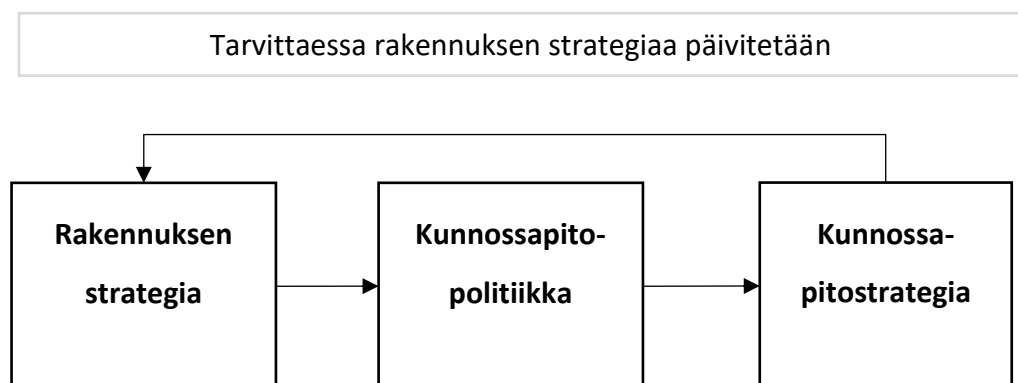 Tarvittaessa rakennuksen strategiaa päivitetään
Rakennuksen
strategia
Kunnossapito-
politiikka
Kunnossa-
pitostrategia